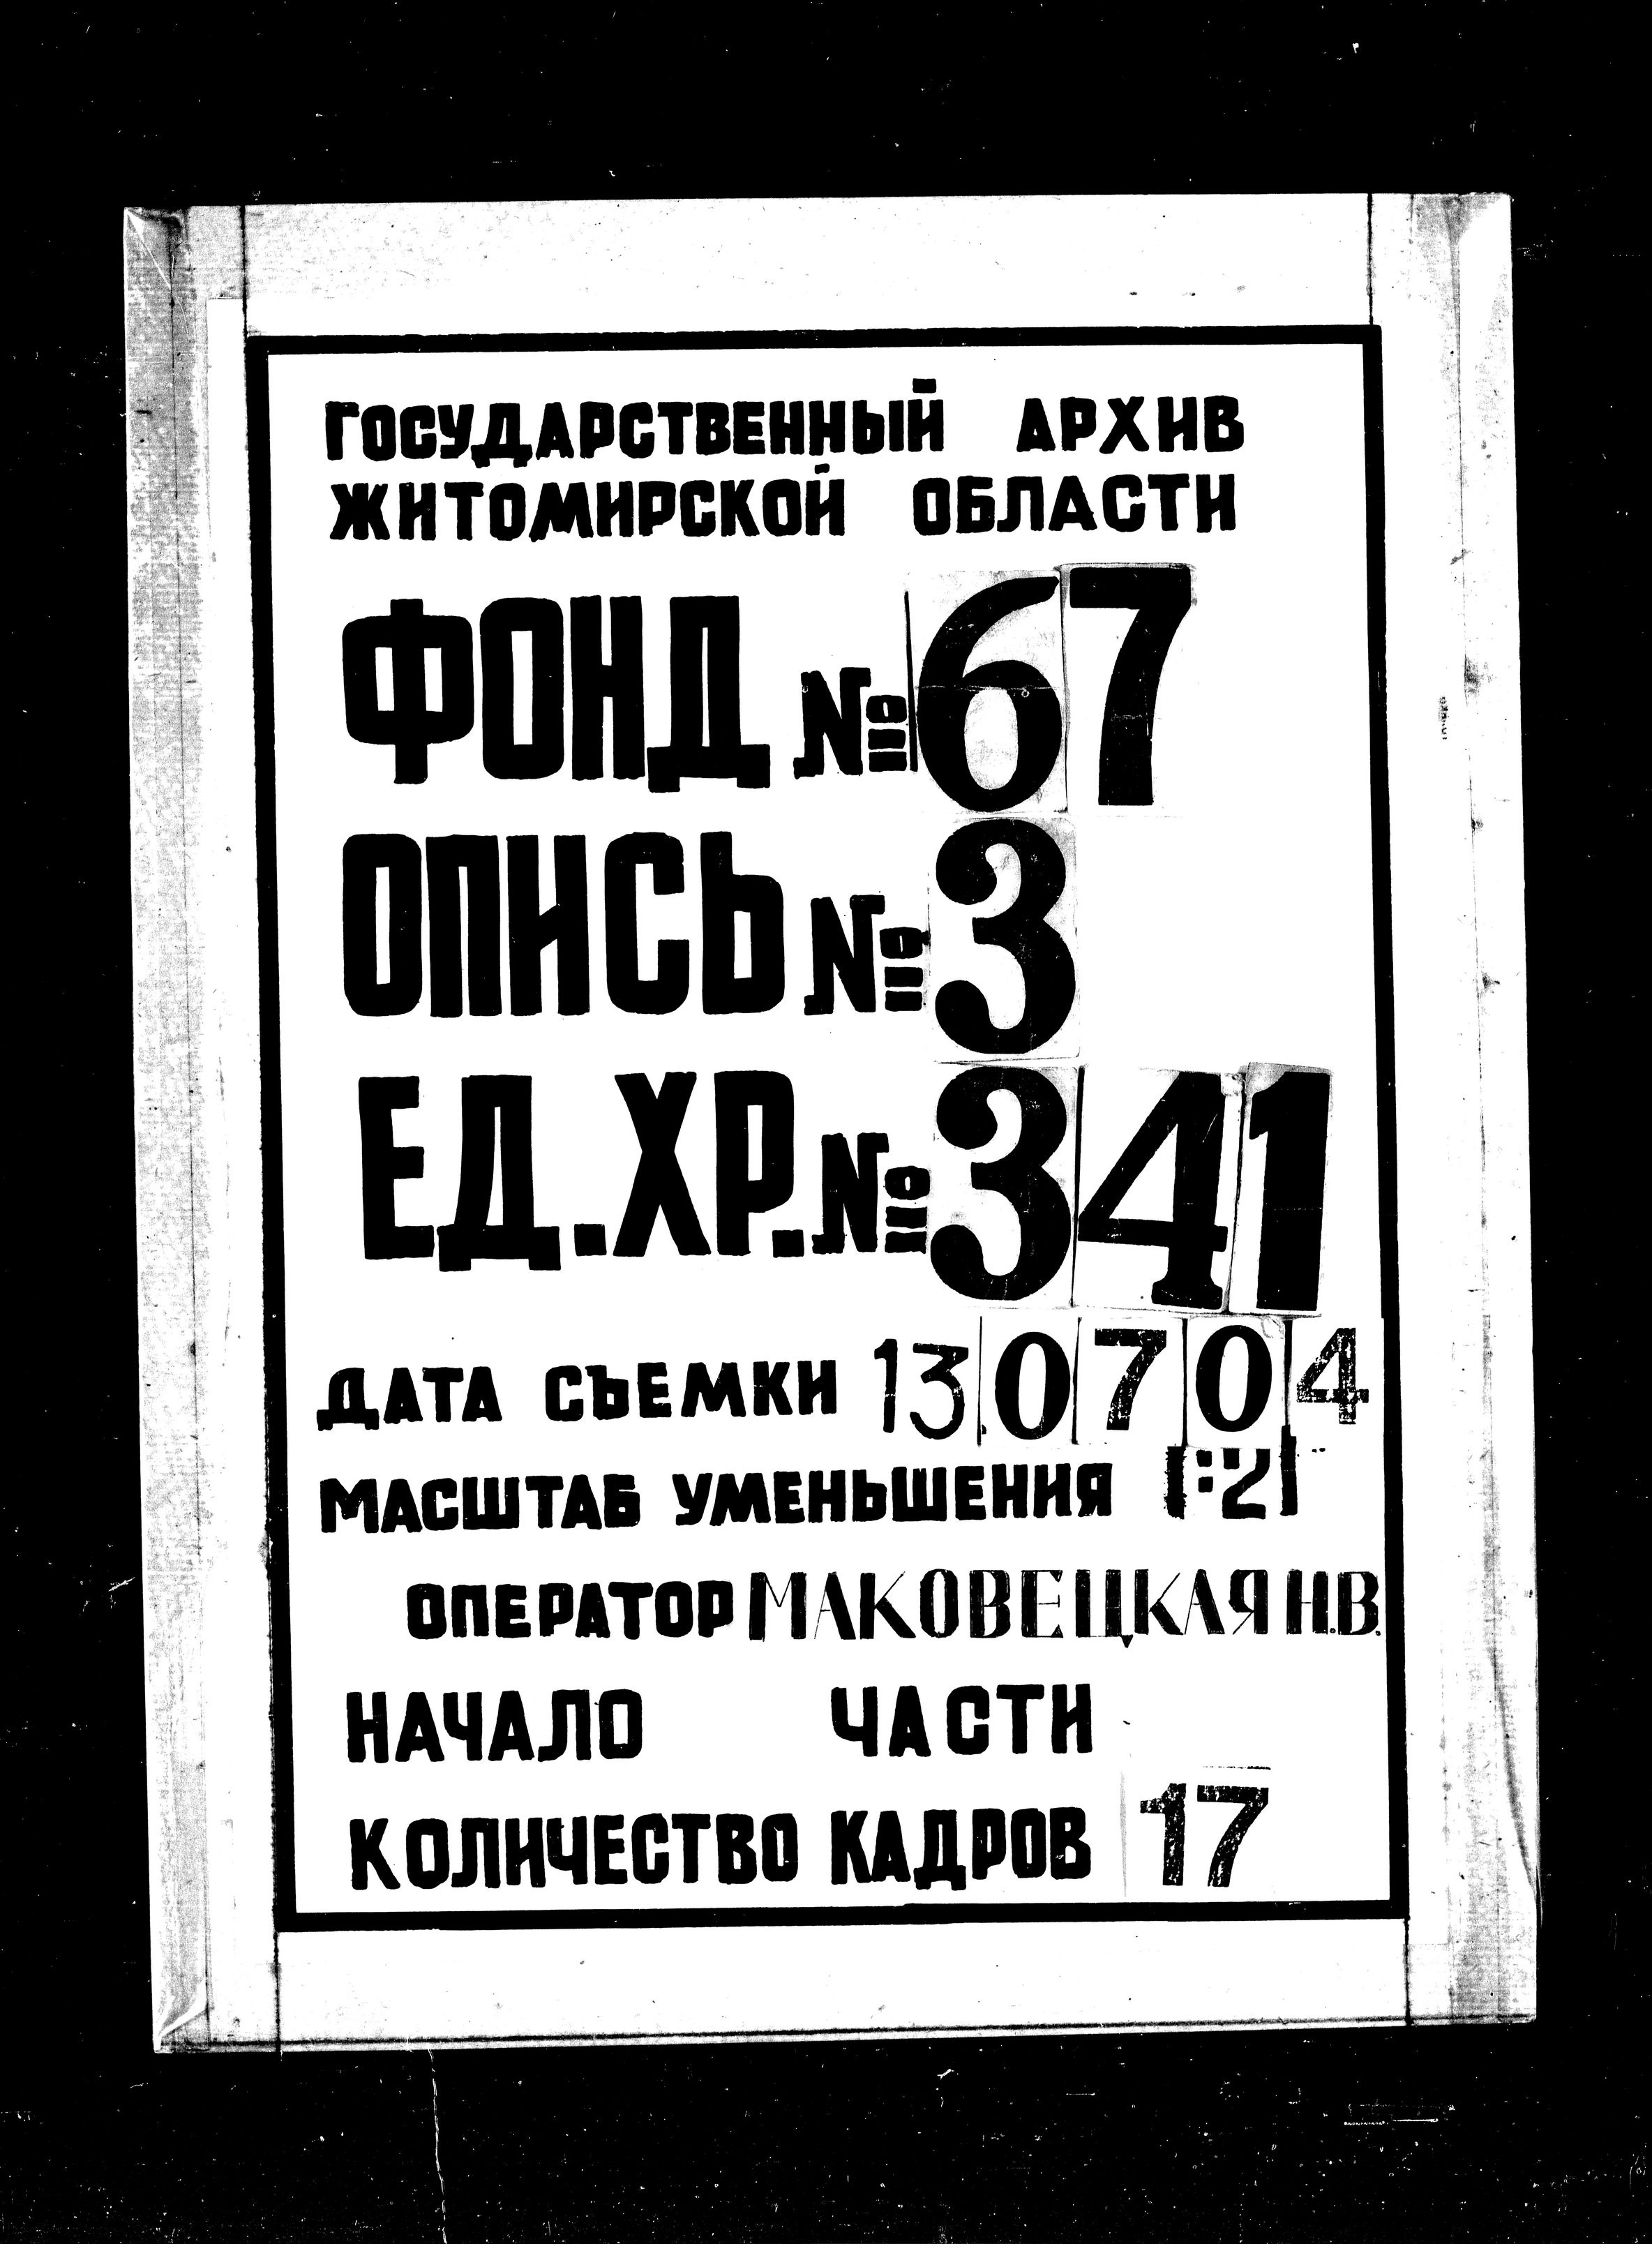 ГОСУДАРСТВЕННЫЙ АРХИВ
ЖИТОМИРСКОЙ ОБЛАСТИ
ФОНД № 67
ОПИСЬ № 3
ЕД.ХР. № 341
ДАТА СЪЕМКИ 13.07 04
МАСШТАБ УМЕНЬШЕНИЯ 1:21
ОПЕРАТОР МАКОВЕЦКАЯ Н.В.
НАЧАЛО ЧАСТИ
КОЛИЧЕСТВО КАДРОВ 17